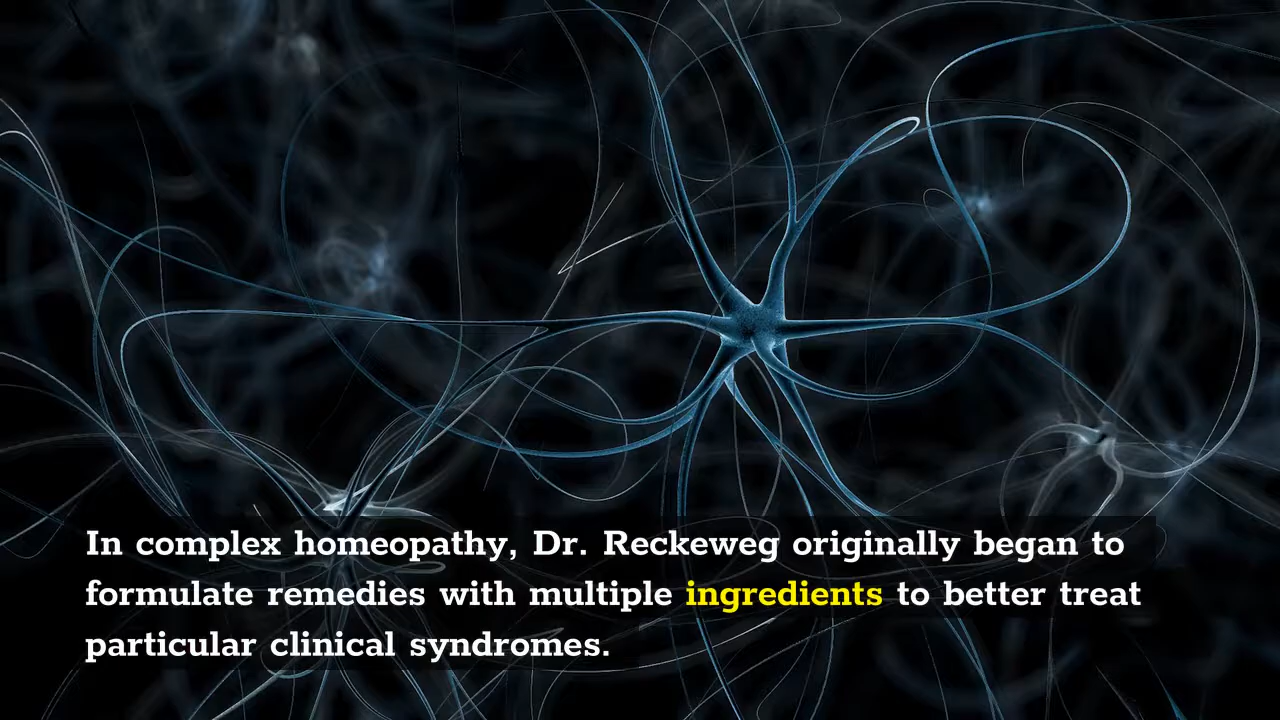 In complex homeopathy, Dr. Reckeweg originally began to
formulate remedies with multiple ingredients to better treat
particular clinical syndromes.